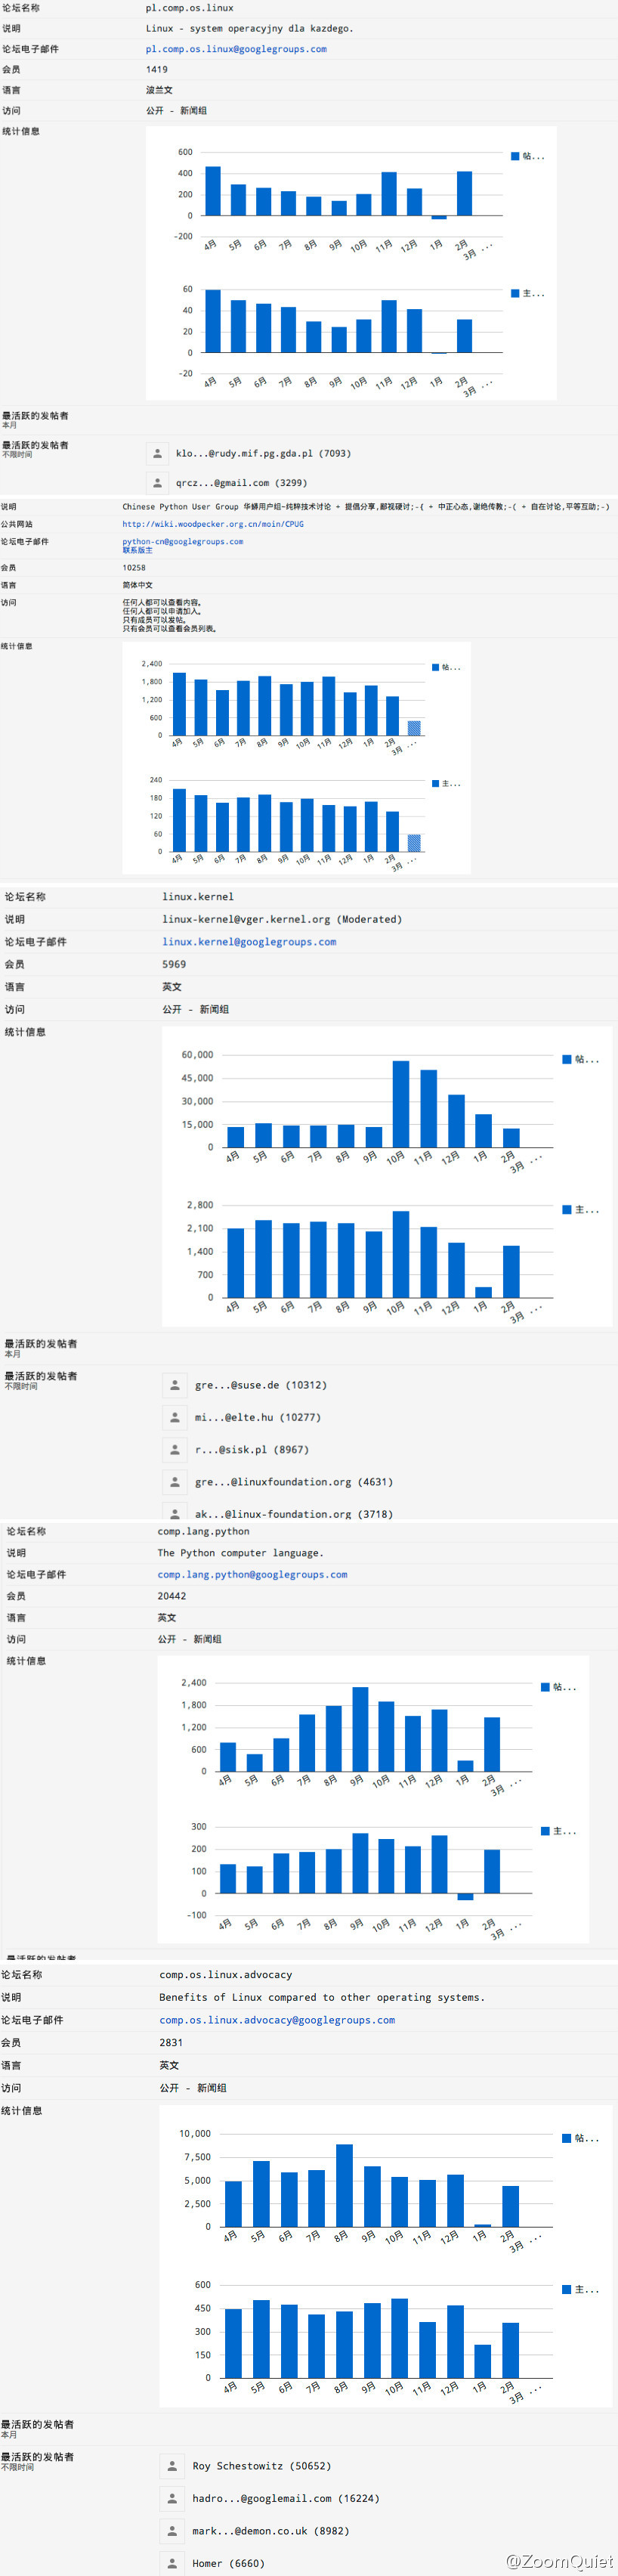 论坛名称 pl.comp.os.linux
说明 Linux - system operacyjny dla kazdego.
论坛电子邮件 pl.comp.os.linux@googlegroups.com
会员 1419
语言 波兰文
访问 公开 - 新闻组
统计信息
600
400
200
0
-200
帖...
4月 5月 6月 7月 8月 9月 10月 11月 12月 1月 2月 3月 ...
60
40
20
0
-20
主...
4月 5月 6月 7月 8月 9月 10月 11月 12月 1月 2月 3月 ...
最活跃的发帖者
本月
最活跃的发帖者
不限时间
klo...@rudy.mif.pg.gda.pl (7093)
qrcz...@gmail.com (3299)
说明 Chinese Python User Group 华蟒用户组-纯粹技术讨论 + 提倡分享,鄙视硬讨;-{ + 中正心态,谢绝传教;-( + 自在讨论,平等互助;-)
公共网站 http://wiki.woodpecker.org.cn/moin/CPUG
论坛电子邮件 python-cn@googlegroups.com
联系版主
会员 10258
语言 简体中文
访问 任何人都可以查看内容。
任何人都可以申请加入。
只有成员可以发帖。
只有会员可以查看会员列表。
统计信息
2,400
1,800
1,200
600
0
帖...
4月 5月 6月 7月 8月 9月 10月 11月 12月 1月 2月 3月 ...
240
180
120
60
0
主...
4月 5月 6月 7月 8月 9月 10月 11月 12月 1月 2月 3月 ...
论坛名称 linux.kernel
说明 linux-kernel@vger.kernel.org (Moderated)
论坛电子邮件 linux.kernel@googlegroups.com
会员 5969
语言 英文
访问 公开 - 新闻组
统计信息
60,000
45,000
30,000
15,000
0
帖...
4月 5月 6月 7月 8月 9月 10月 11月 12月 1月 2月 3月 ...
2,800
2,100
1,400
700
0
主...
4月 5月 6月 7月 8月 9月 10月 11月 12月 1月 2月 3月 ...
最活跃的发帖者
本月
最活跃的发帖者
不限时间
gre...@suse.de (10312)
mi...@elte.hu (10277)
r...@sisk.pl (8967)
gre...@linuxfoundation.org (4631)
ak...@linux-foundation.org (3718)
论坛名称 comp.lang.python
说明 The Python computer language.
论坛电子邮件 comp.lang.python@googlegroups.com
会员 20442
语言 英文
访问 公开 - 新闻组
统计信息
2,400
1,800
1,200
600
0
帖...
4月 5月 6月 7月 8月 9月 10月 11月 12月 1月 2月 3月 ...
300
200
100
0
-100
主...
4月 5月 6月 7月 8月 9月 10月 11月 12月 1月 2月 3月 ...
最活跃的发帖者
论坛名称 comp.os.linux.advocacy
说明 Benefits of Linux compared to other operating systems.
论坛电子邮件 comp.os.linux.advocacy@googlegroups.com
会员 2831
语言 英文
访问 公开 - 新闻组
统计信息
10,000
7,500
5,000
2,500
0
帖...
4月 5月 6月 7月 8月 9月 10月 11月 12月 1月 2月 3月 ...
600
450
300
150
0
主...
4月 5月 6月 7月 8月 9月 10月 11月 12月 1月 2月 3月 ...
最活跃的发帖者
本月
最活跃的发帖者
不限时间
Roy Schestowitz (50652)
hadro...@googlemail.com (16224)
mark...@demon.co.uk (8982)
Homer (6660)
@ZoomQuiet